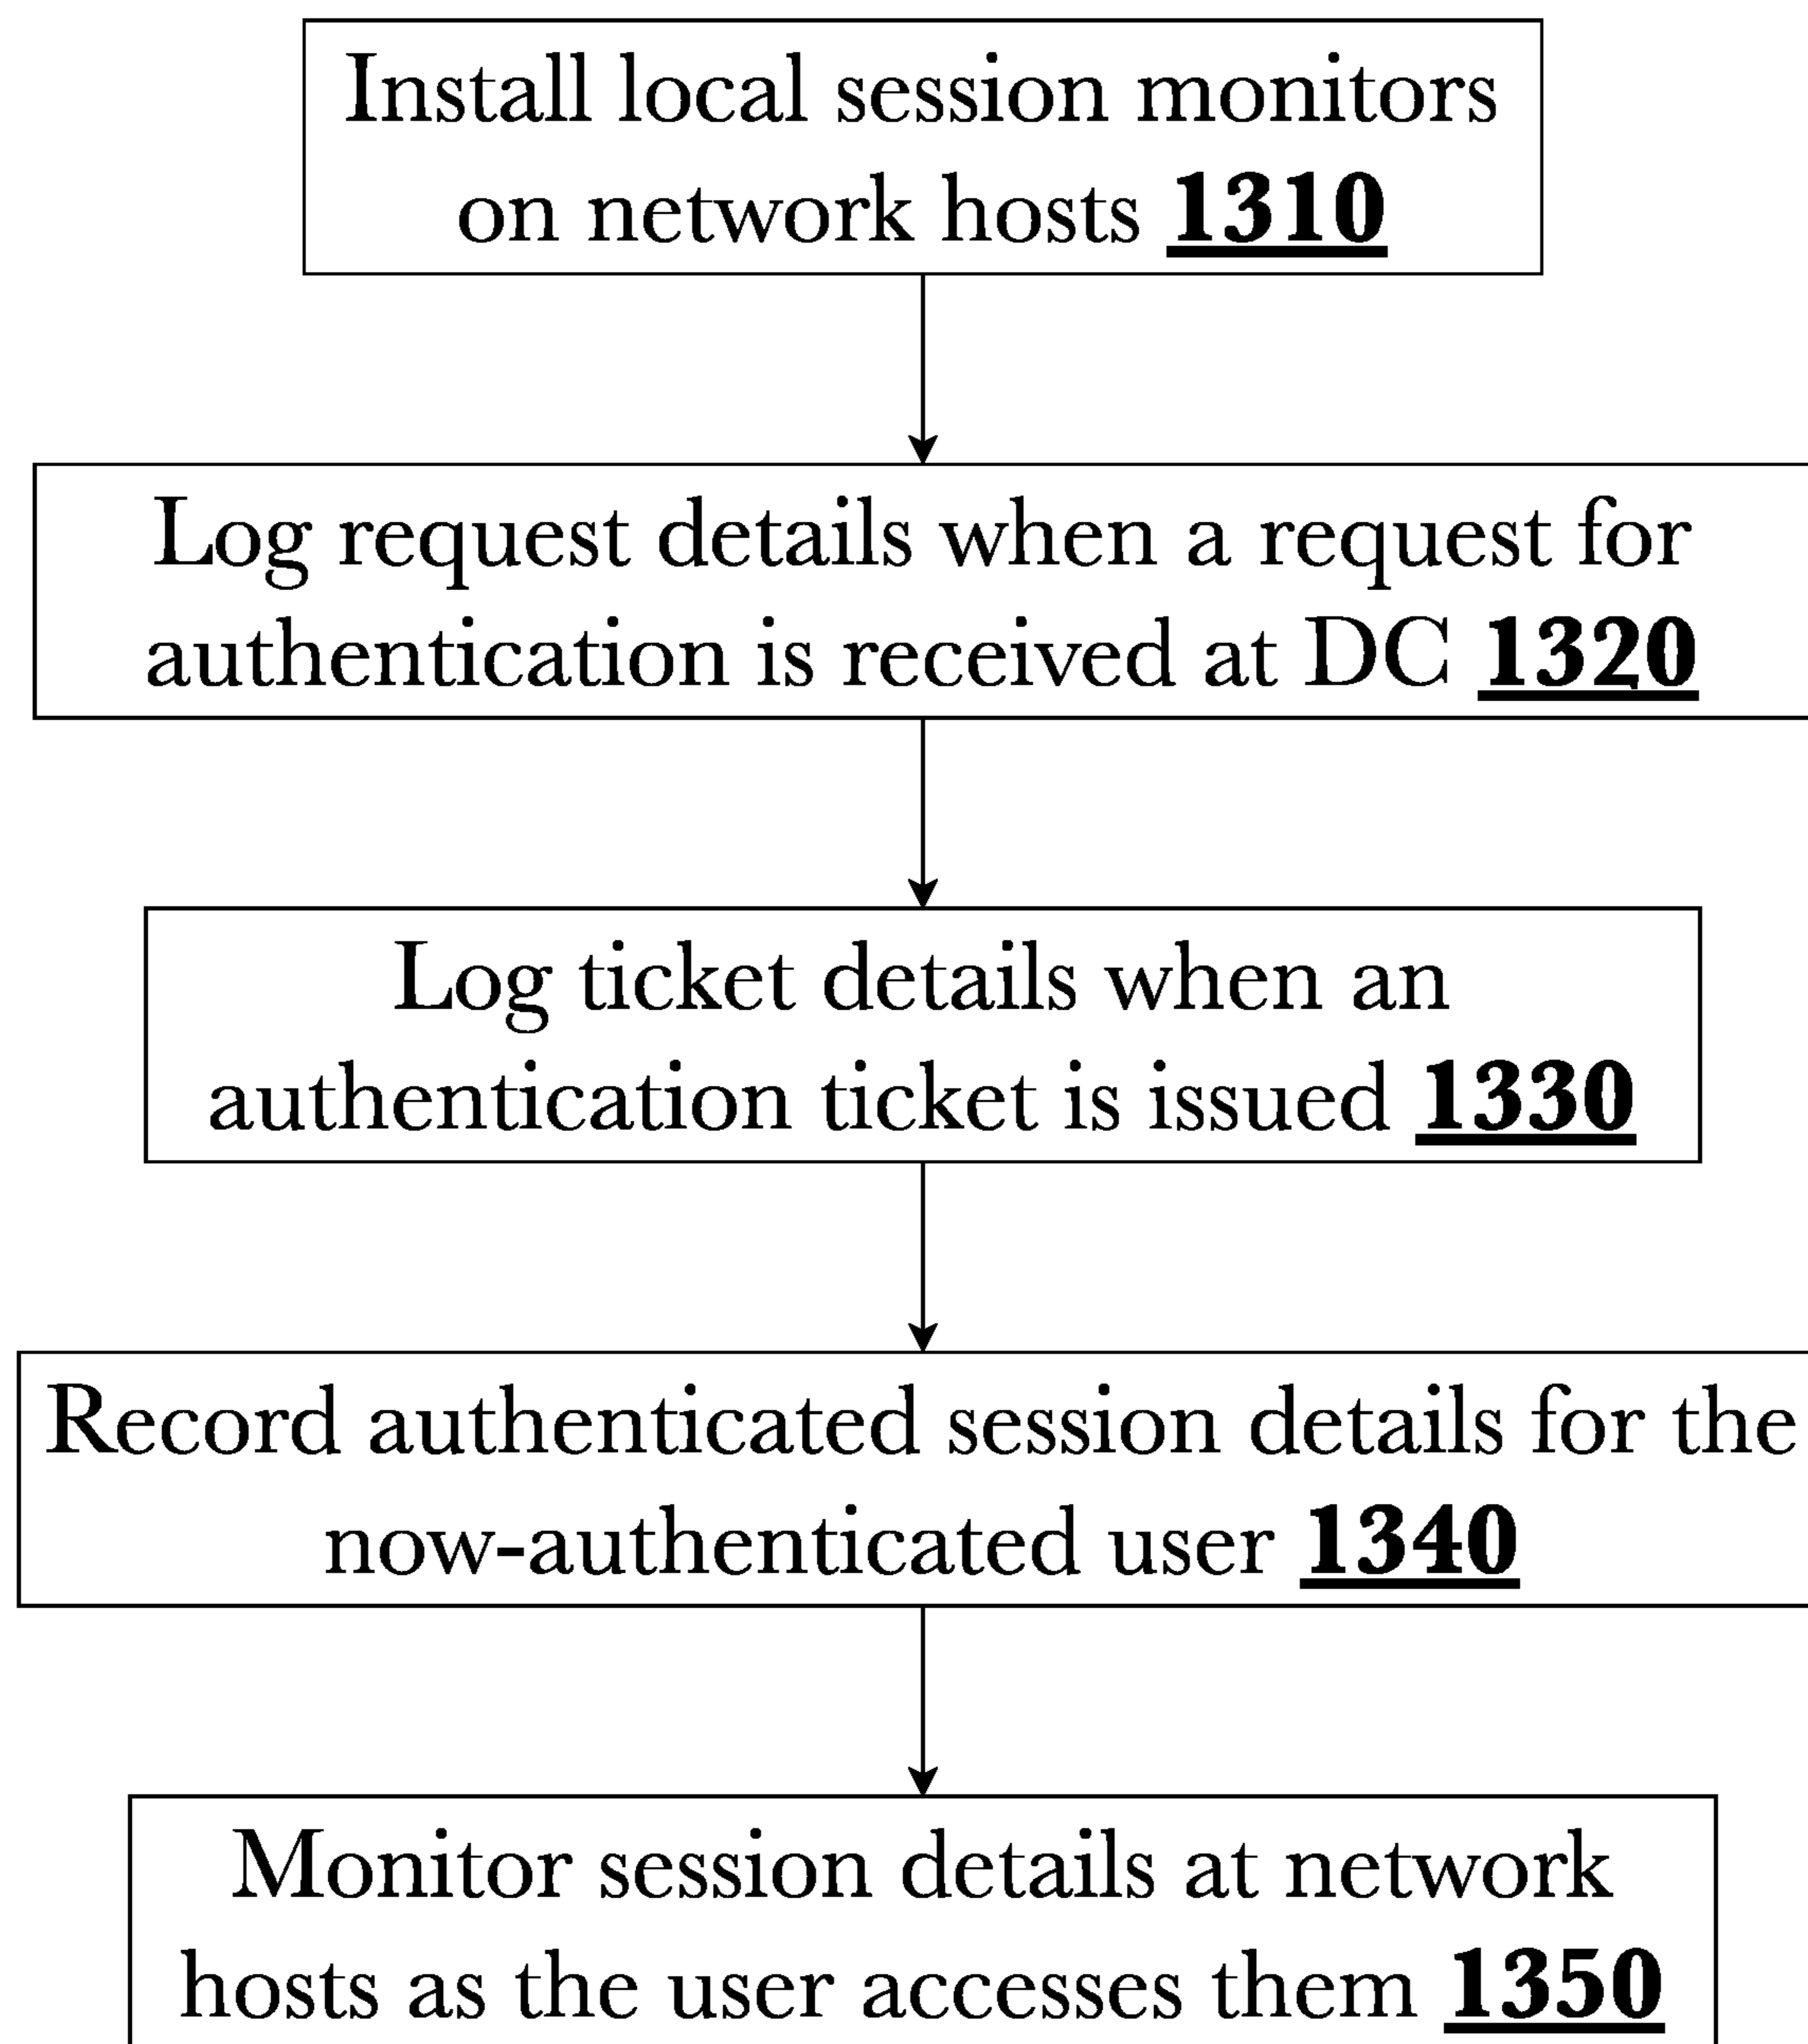 Install local session monitors
on network hosts 1310
Log request details when a request for
authentication is received at DC 1320
Log ticket details when an
authentication ticket is issued 1330
Record authenticated session details for the
now-authenticated user 1340
Monitor session details at network
hosts as the user accesses them 1350